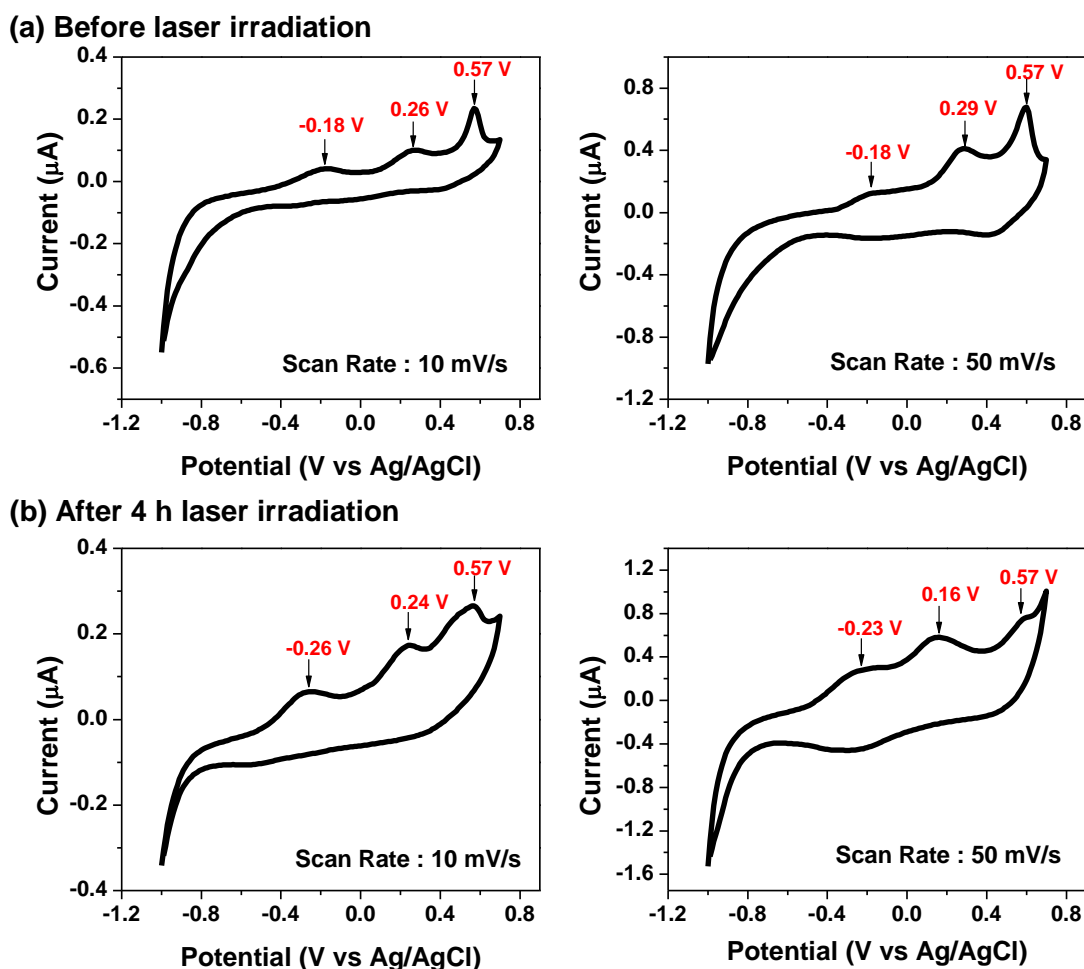 (a) Before laser irradiation
0.4
0.2
0.0
-0.2
-0.4
-0.6
Current (μA)
-0.18 V
0.26 V
0.57 V
Scan Rate : 10 mV/s
-1.2 -0.8 -0.4 0.0 0.4 0.8
Potential (V vs Ag/AgCl)
0.8
0.4
0.0
-0.4
-0.8
-1.2
Current (μA)
-0.18 V
0.29 V
0.57 V
Scan Rate : 50 mV/s
-1.2 -0.8 -0.4 0.0 0.4 0.8
Potential (V vs Ag/AgCl)
(b) After 4 h laser irradiation
0.4
0.2
0.0
-0.2
-0.4
Current (μA)
-0.26 V
0.24 V
0.57 V
Scan Rate : 10 mV/s
-1.2 -0.8 -0.4 0.0 0.4 0.8
Potential (V vs Ag/AgCl)
1.2
0.8
0.4
0.0
-0.4
-0.8
-1.2
-1.6
Current (μA)
-0.23 V
0.16 V
0.57 V
Scan Rate : 50 mV/s
-1.2 -0.8 -0.4 0.0 0.4 0.8
Potential (V vs Ag/AgCl)